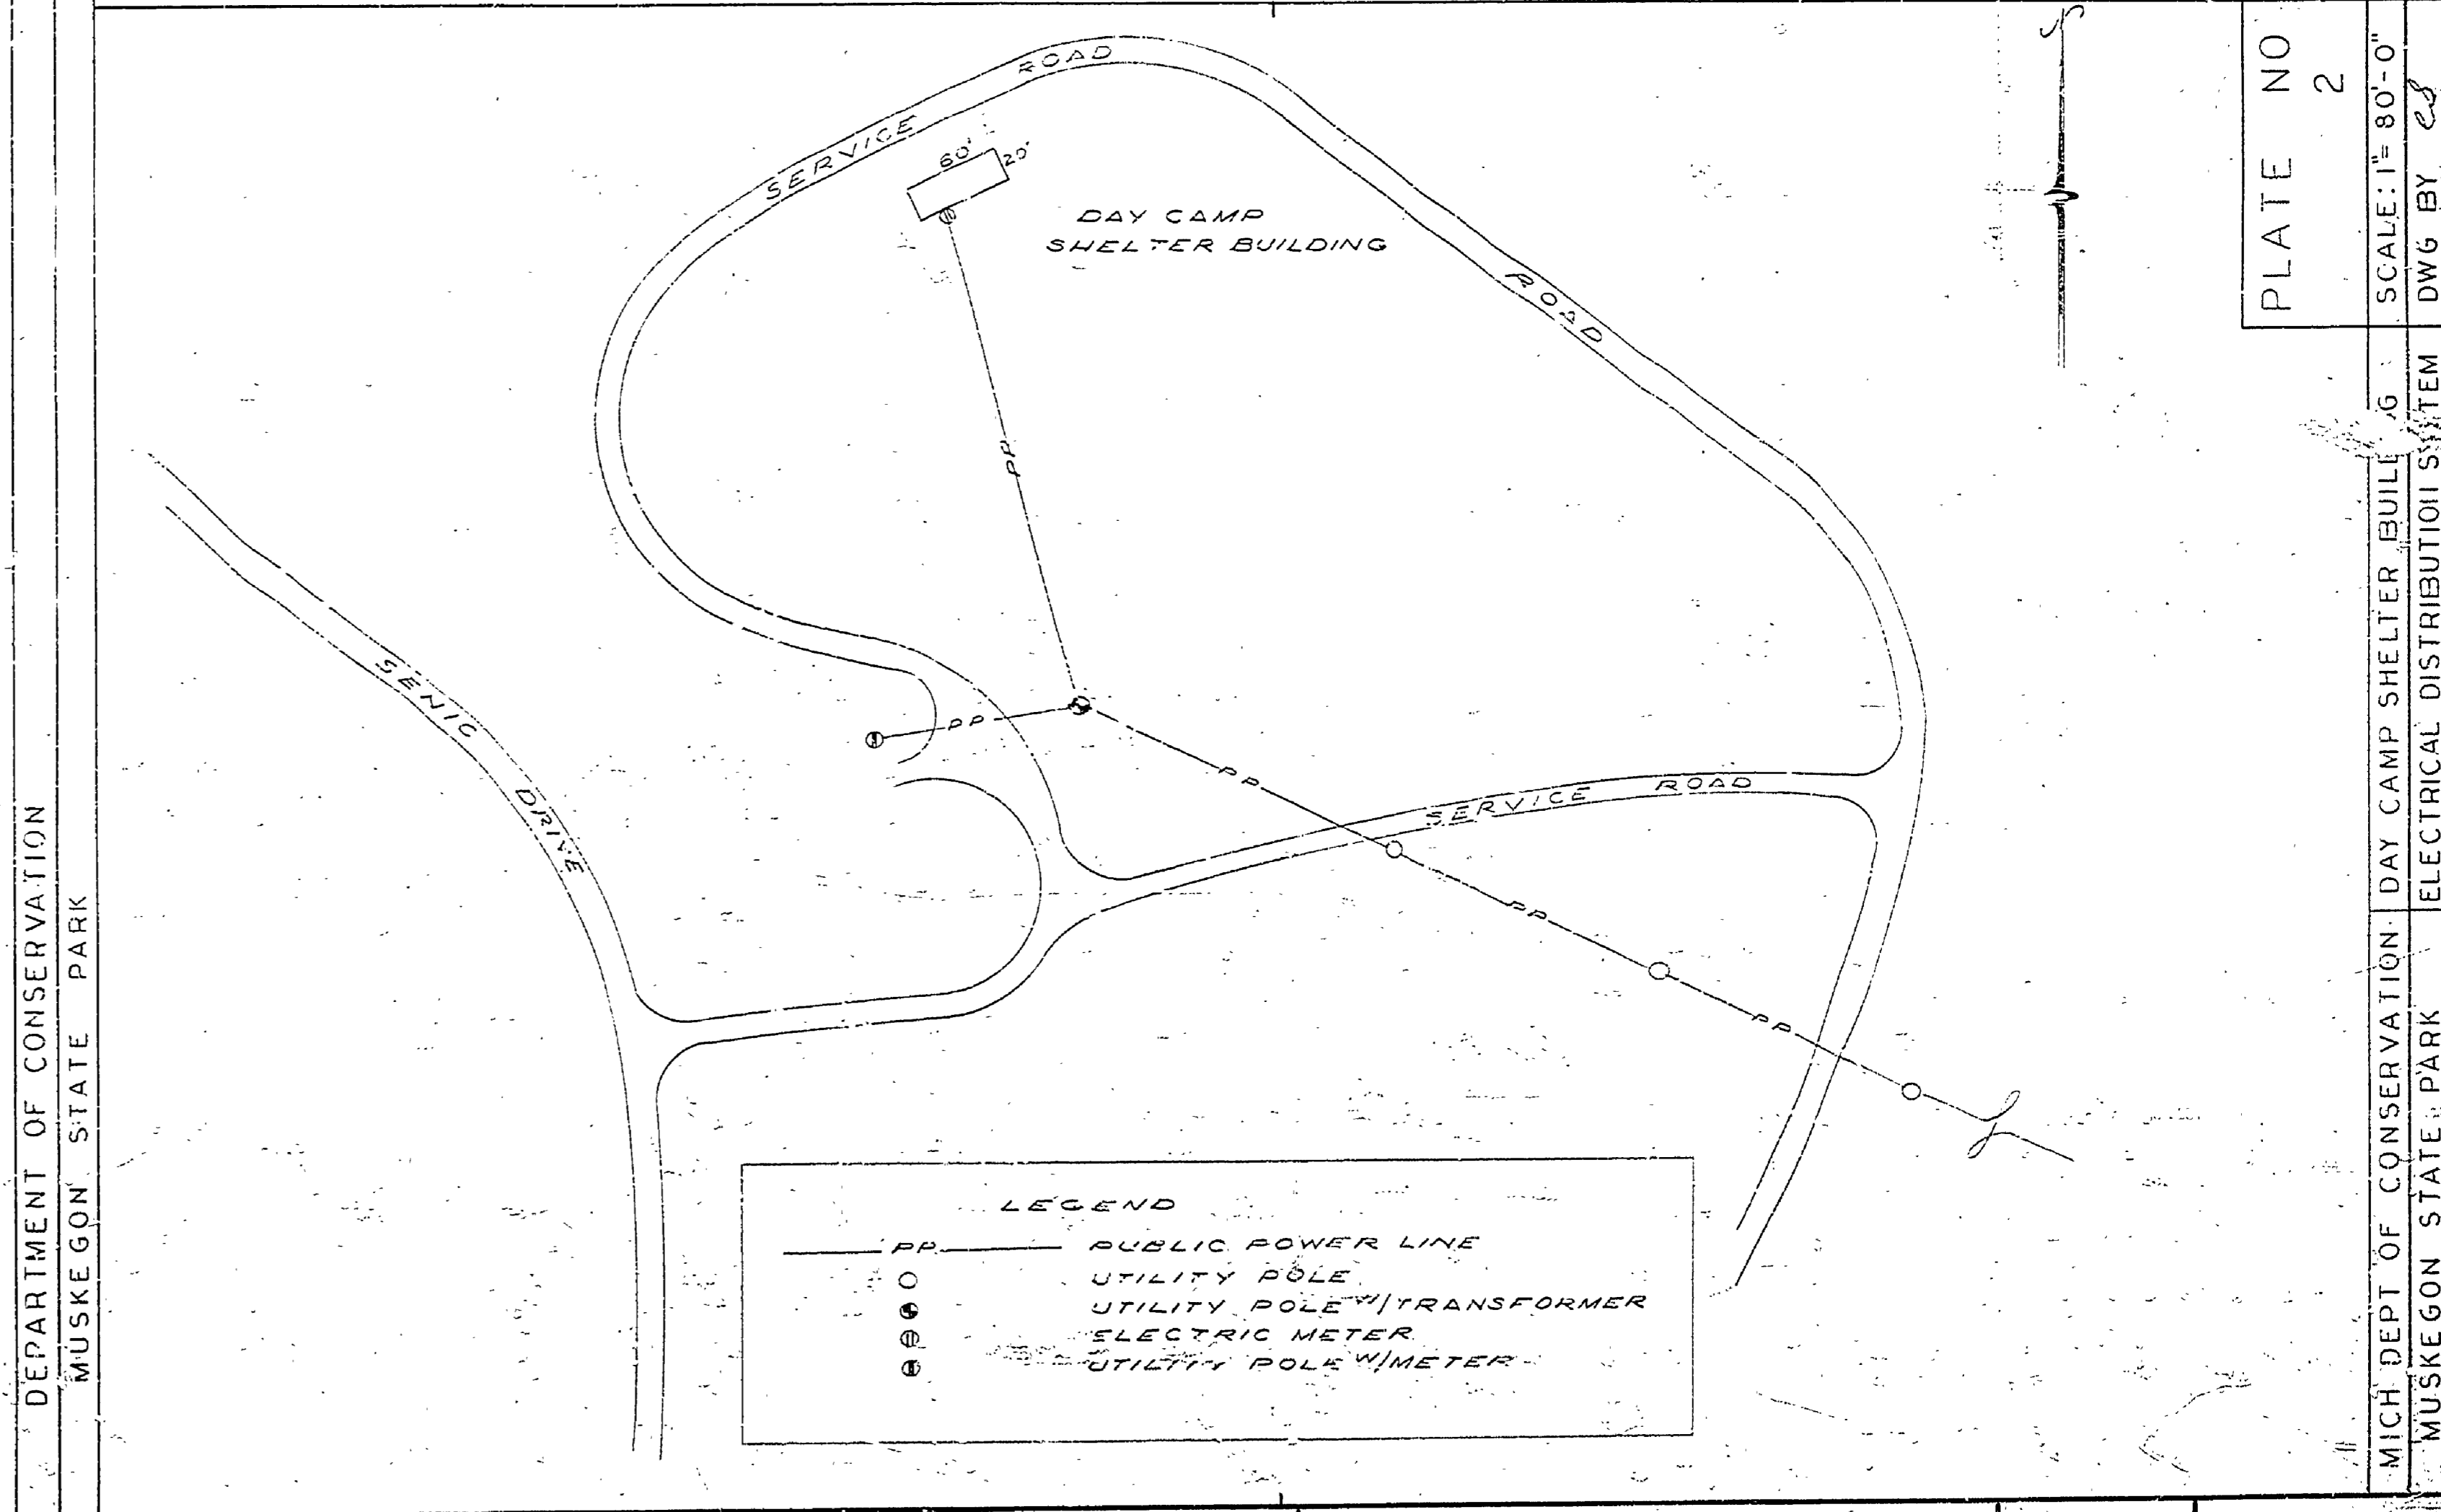 DEPARTMENT OF CONSERVATION
MUSKEGON STATE PARK
SERVICE ROAD
60'
20'
DAY CAMP
SHELTER BUILDING
ROAD
PP
SENIC DRIVE
PP
PP
SERVICE ROAD
PP
PP
LEGEND
PP PUBLIC POWER LINE
UTILITY POLE
UTILITY POLE W/TRANSFORMER
ELECTRIC METER
UTILITY POLE W/METER
PLATE NO
2
MICH DEPT OF CONSERVATION DAY CAMP SHELTER SCALE: 1"= 80'-0"
MUSKEGON STATE PARK ELECTRICAL DISTRIBUTION DWG BY